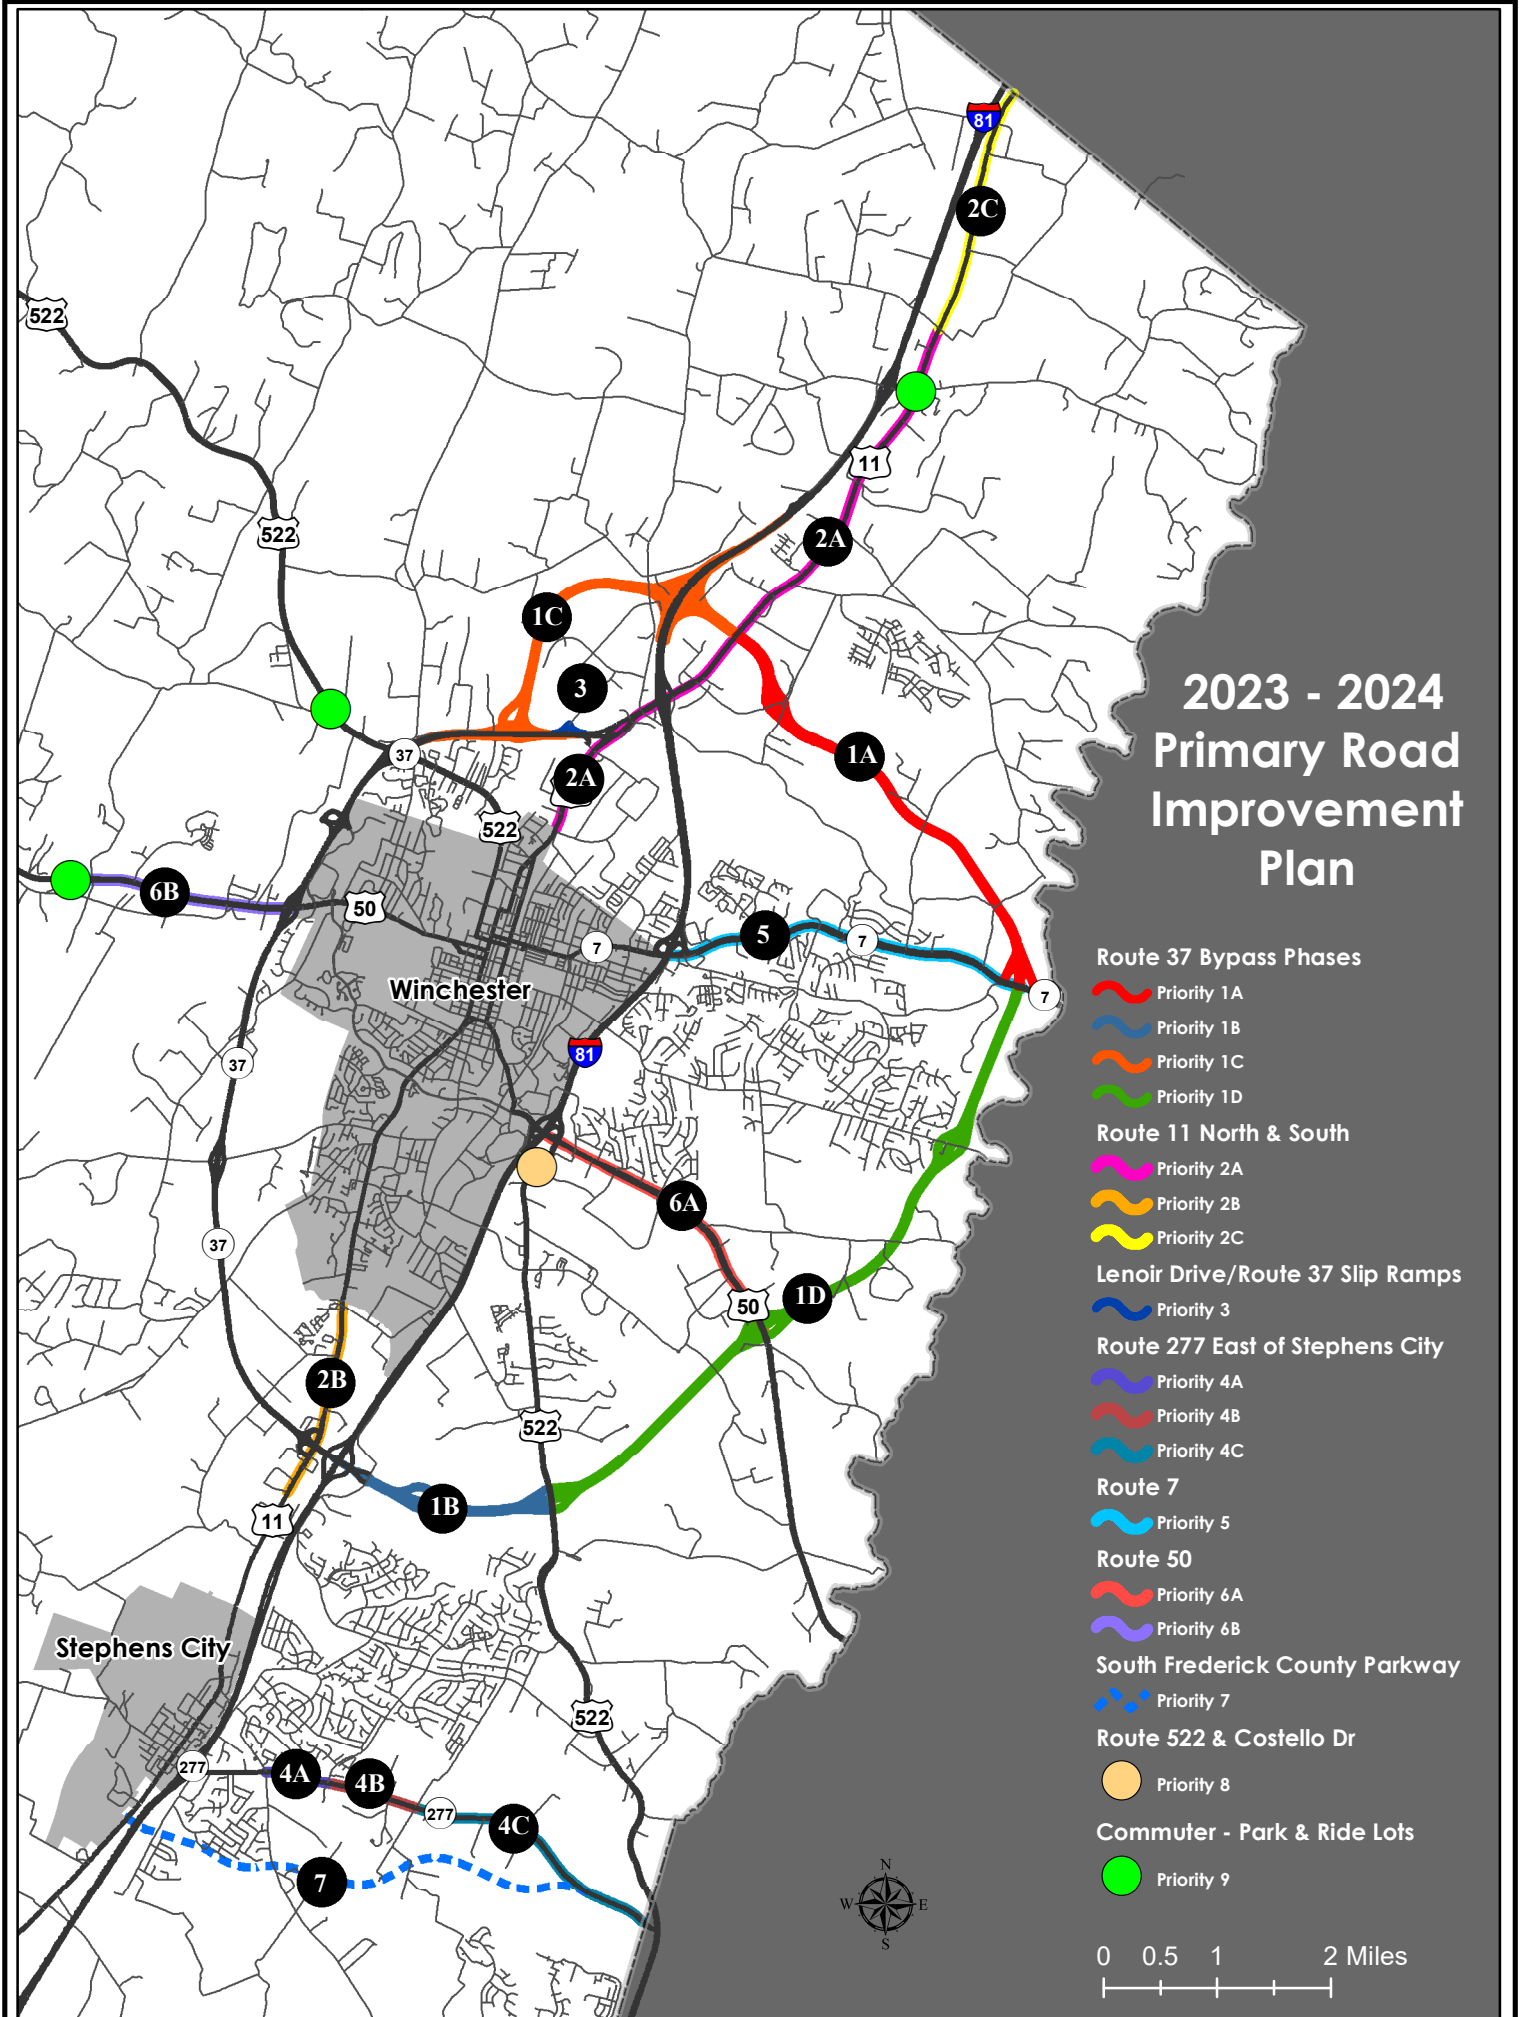 81
2C
522
11
2A
522
1C
3
2023 - 2024
Primary Road
Improvement
Plan
37
1A
2A
522
6B
50
5
7
7
7
Winchester
81
37
6A
37
50
1D
2B
522
1B
11
Stephens City
522
277
4A
4B
277
4C
7
Route 37 Bypass Phases
Priority 1A
Priority 1B
Priority 1C
Priority 1D
Route 11 North & South
Priority 2A
Priority 2B
Priority 2C
Lenoir Drive/Route 37 Slip Ramps
Priority 3
Route 277 East of Stephens City
Priority 4A
Priority 4B
Priority 4C
Route 7
Priority 5
Route 50
Priority 6A
Priority 6B
South Frederick County Parkway
Priority 7
Route 522 & Costello Dr
Priority 8
Commuter - Park & Ride Lots
Priority 9
N
W E
S
0 0.5 1 2 Miles